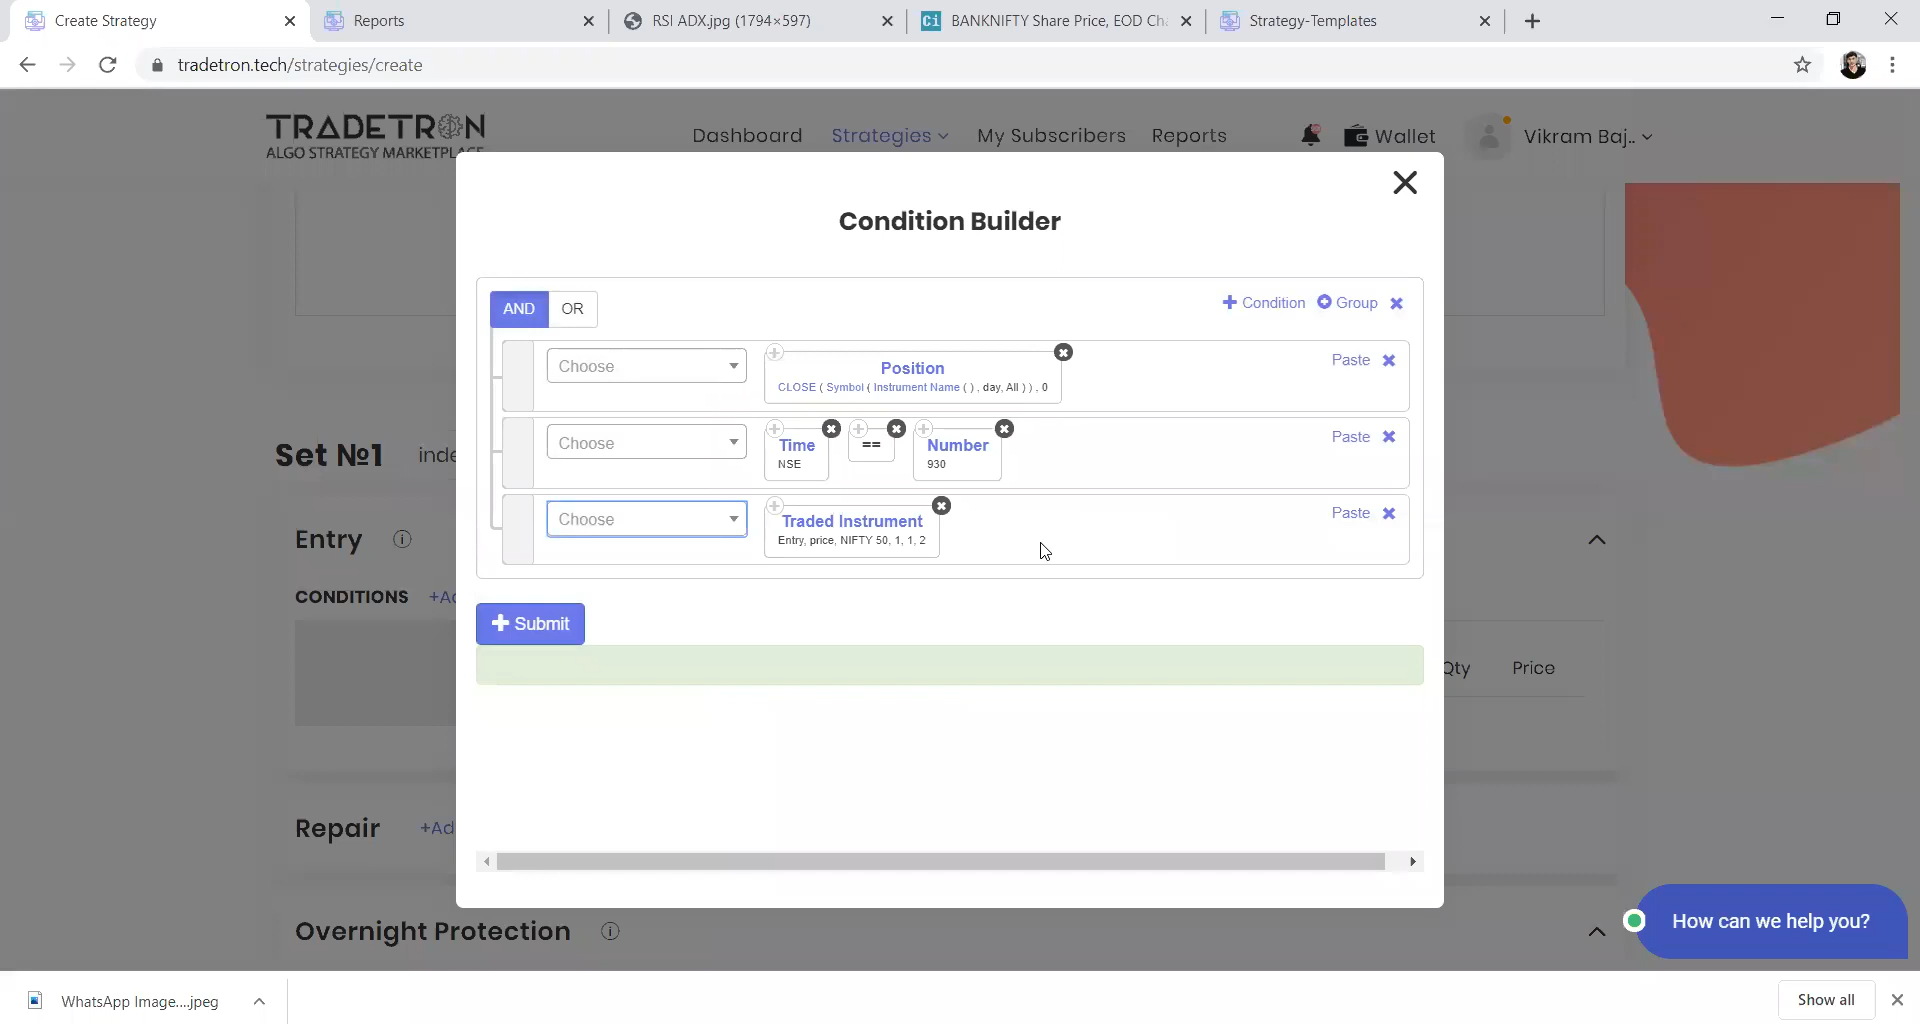 Create Strategy
Reports
RSI ADX.jpg (1794×597)
Ci BANKNIFTY Share Price, EOD Cha
Strategy-Templates
tradetron.tech/strategies/create
TRADETRON
ALGO STRATEGY MARKETPLACE
Dashboard Strategies My Subscribers Reports Wallet Vikram Baj..
Condition Builder
AND OR
Condition Group
Choose
Position
CLOSE ( Symbol ( Instrument Name ( ) , day, All ) ) , 0
Paste
Choose
Time
NSE
==
Number
930
Paste
Choose
Traded Instrument
Entry, price, NIFTY 50, 1, 1, 2
Paste
Submit
Set №1 inde
Entry
CONDITIONS +Ad
Qty Price
Repair +Ad
Overnight Protection
How can we help you?
WhatsApp Image....jpeg
Show all